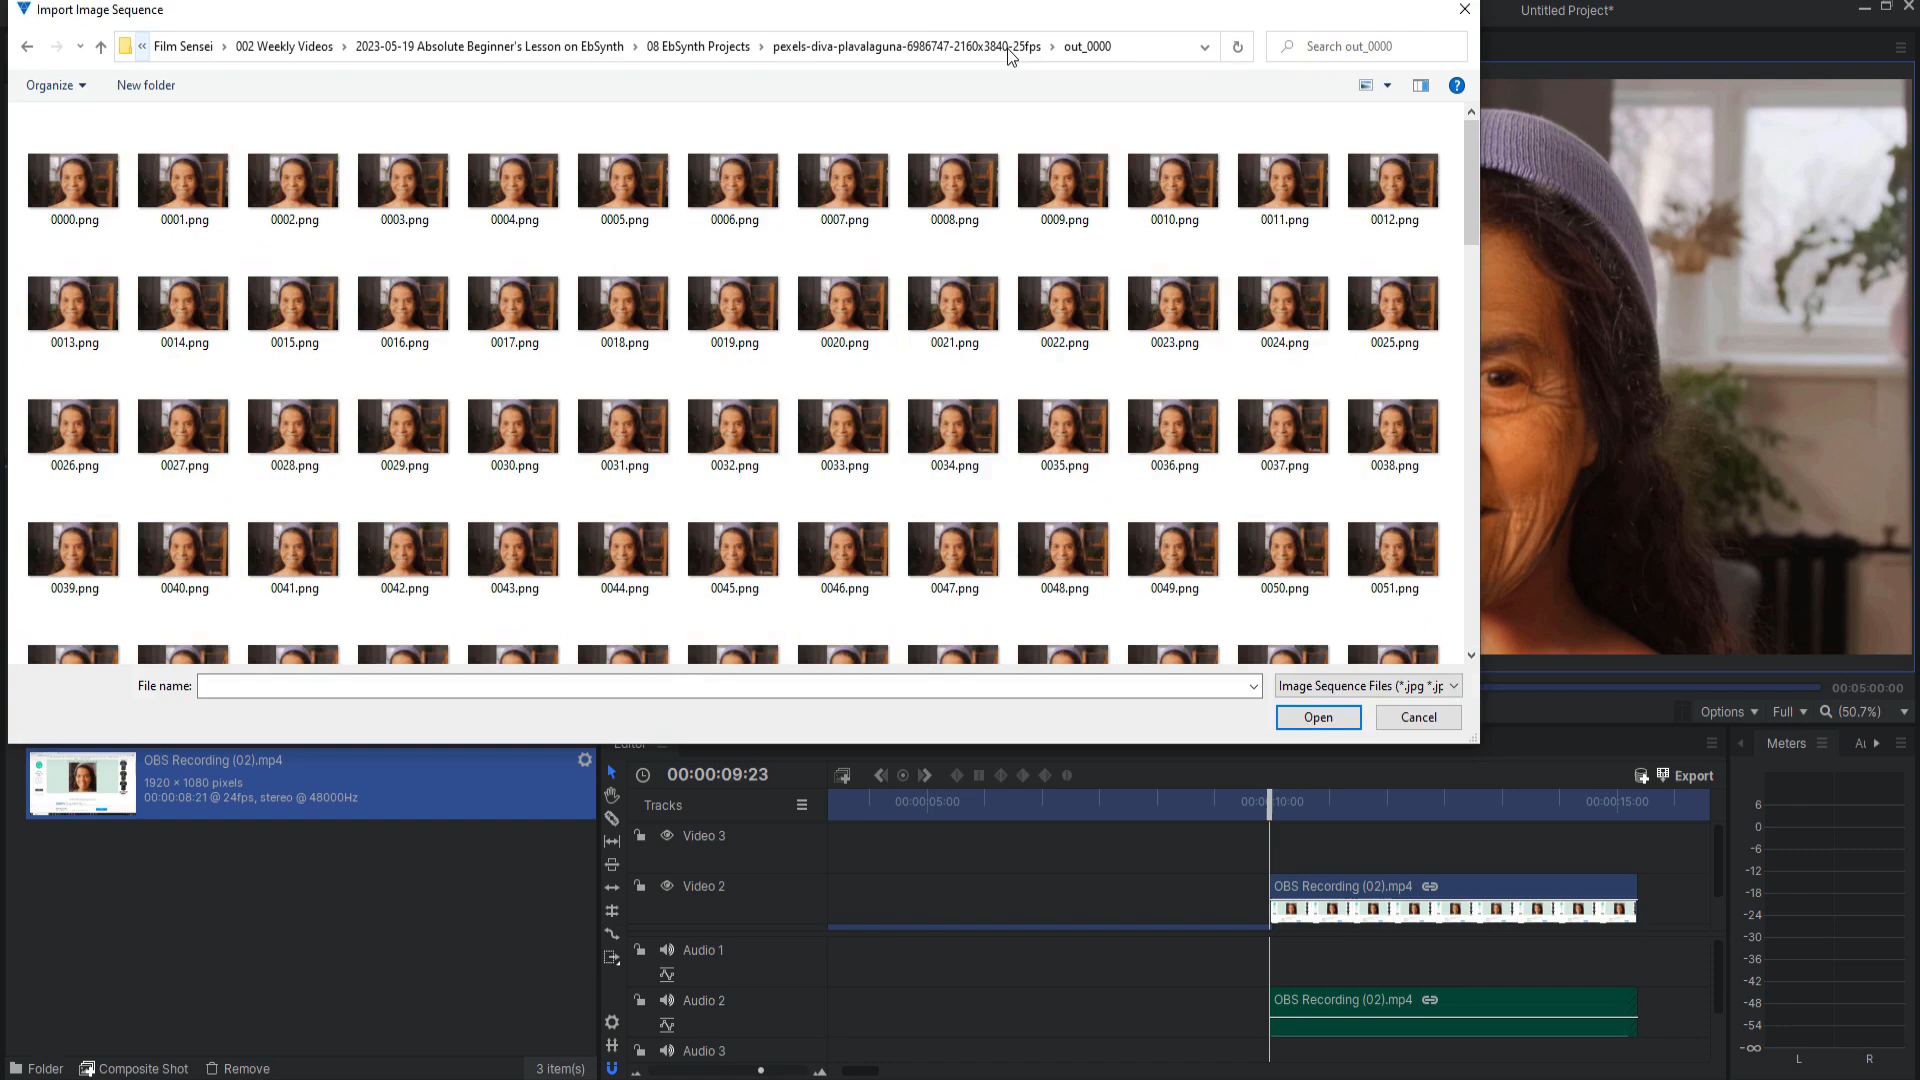 Import Image Sequence
Untitled Project*
« Film Sensei › 002 Weekly Videos › 2023-05-19 Absolute Beginner's Lesson on EbSynth › 08 EbSynth Projects › pexels-diva-plavalaguna-6986747-2160x3840-25fps › out_0000
Search out_0000
Organize
New folder
0000.png 0001.png 0002.png 0003.png 0004.png 0005.png 0006.png 0007.png 0008.png 0009.png 0010.png 0011.png 0012.png
0013.png 0014.png 0015.png 0016.png 0017.png 0018.png 0019.png 0020.png 0021.png 0022.png 0023.png 0024.png 0025.png
0026.png 0027.png 0028.png 0029.png 0030.png 0031.png 0032.png 0033.png 0034.png 0035.png 0036.png 0037.png 0038.png
0039.png 0040.png 0041.png 0042.png 0043.png 0044.png 0045.png 0046.png 0047.png 0048.png 0049.png 0050.png 0051.png
File name:
Image Sequence Files (*.jpg *.jp
Open
Cancel
00:05:00:00
Options
Full
(50.7%)
OBS Recording (02).mp4
1920 × 1080 pixels
00:00:08:21 @ 24fps, stereo @ 48000Hz
Editor
Meters
Au
00:00:09:23
Export
Tracks
00:00:05:00
00:00:10:00
00:00:15:00
Video 3
Video 2
OBS Recording (02).mp4
Audio 1
Audio 2
OBS Recording (02).mp4
Audio 3
6
0
-6
-12
-18
-24
-30
-36
-42
-48
-54
-∞
L
R
Folder
Composite Shot
Remove
3 item(s)